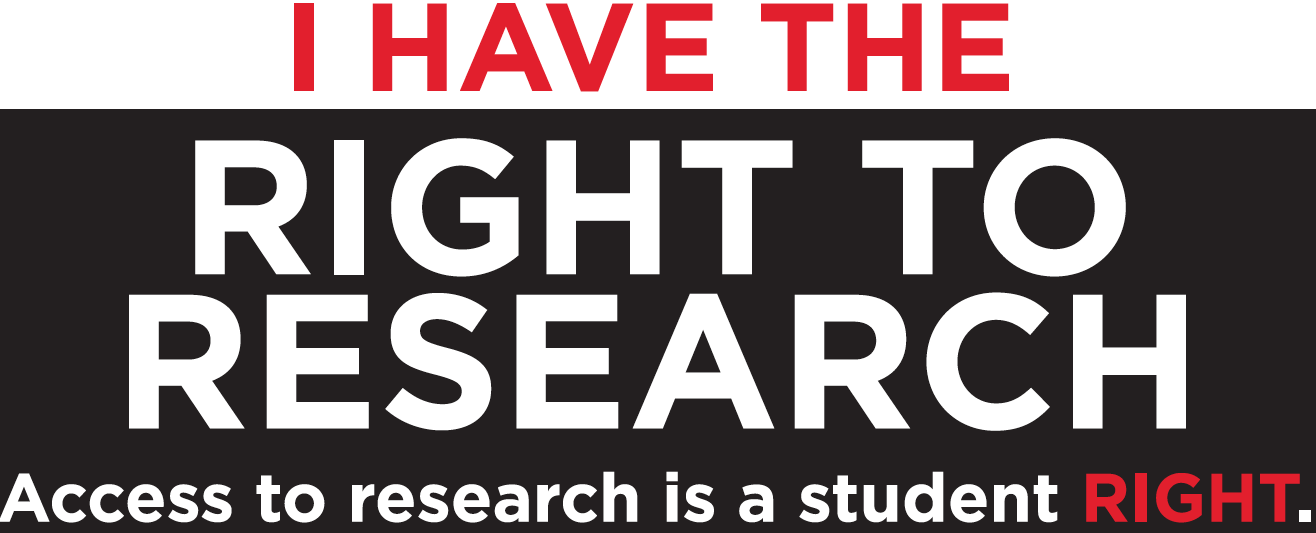 I HAVE THE
RIGHT TO
RESEARCH
Access to research is a student RIGHT.